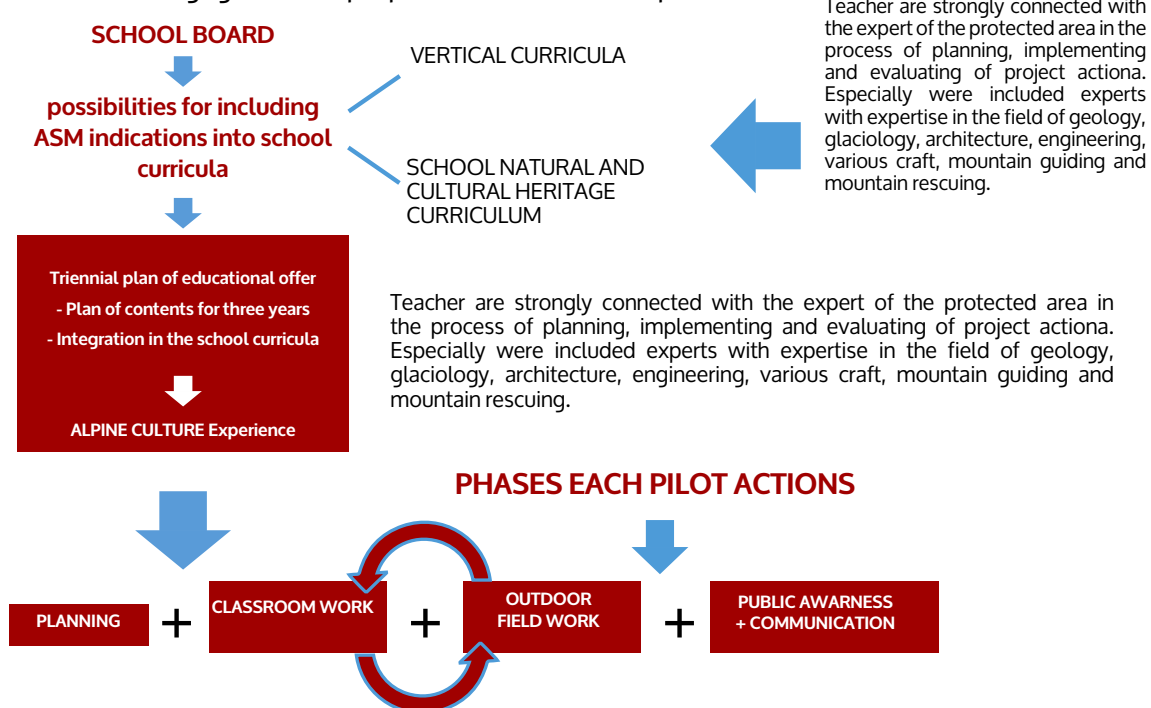 SCHOOL BOARD
possibilities for including
ASM indications into school
curricula
VERTICAL CURRICULA
SCHOOL NATURAL AND
CULTURAL HERITAGE
CURRICULUM
Teacher are strongly connected with
the expert of the protected area in the
process of planning, implementing
and evaluating of project actiona.
Especially were included experts
with expertise in the field of geology,
glaciology, architecture, engineering,
various craft, mountain guiding and
mountain rescuing.
Triennial plan of educational offer
- Plan of contents for three years
- Integration in the school curricula
ALPINE CULTURE Experience
Teacher are strongly connected with the expert of the protected area in
the process of planning, implementing and evaluating of project actiona.
Especially were included experts with expertise in the field of geology,
glaciology, architecture, engineering, various craft, mountain guiding and
mountain rescuing.
PHASES EACH PILOT ACTIONS
PLANNING
+
CLASSROOM WORK
+
OUTDOOR
FIELD WORK
+
PUBLIC AWARNESS
+ COMMUNICATION